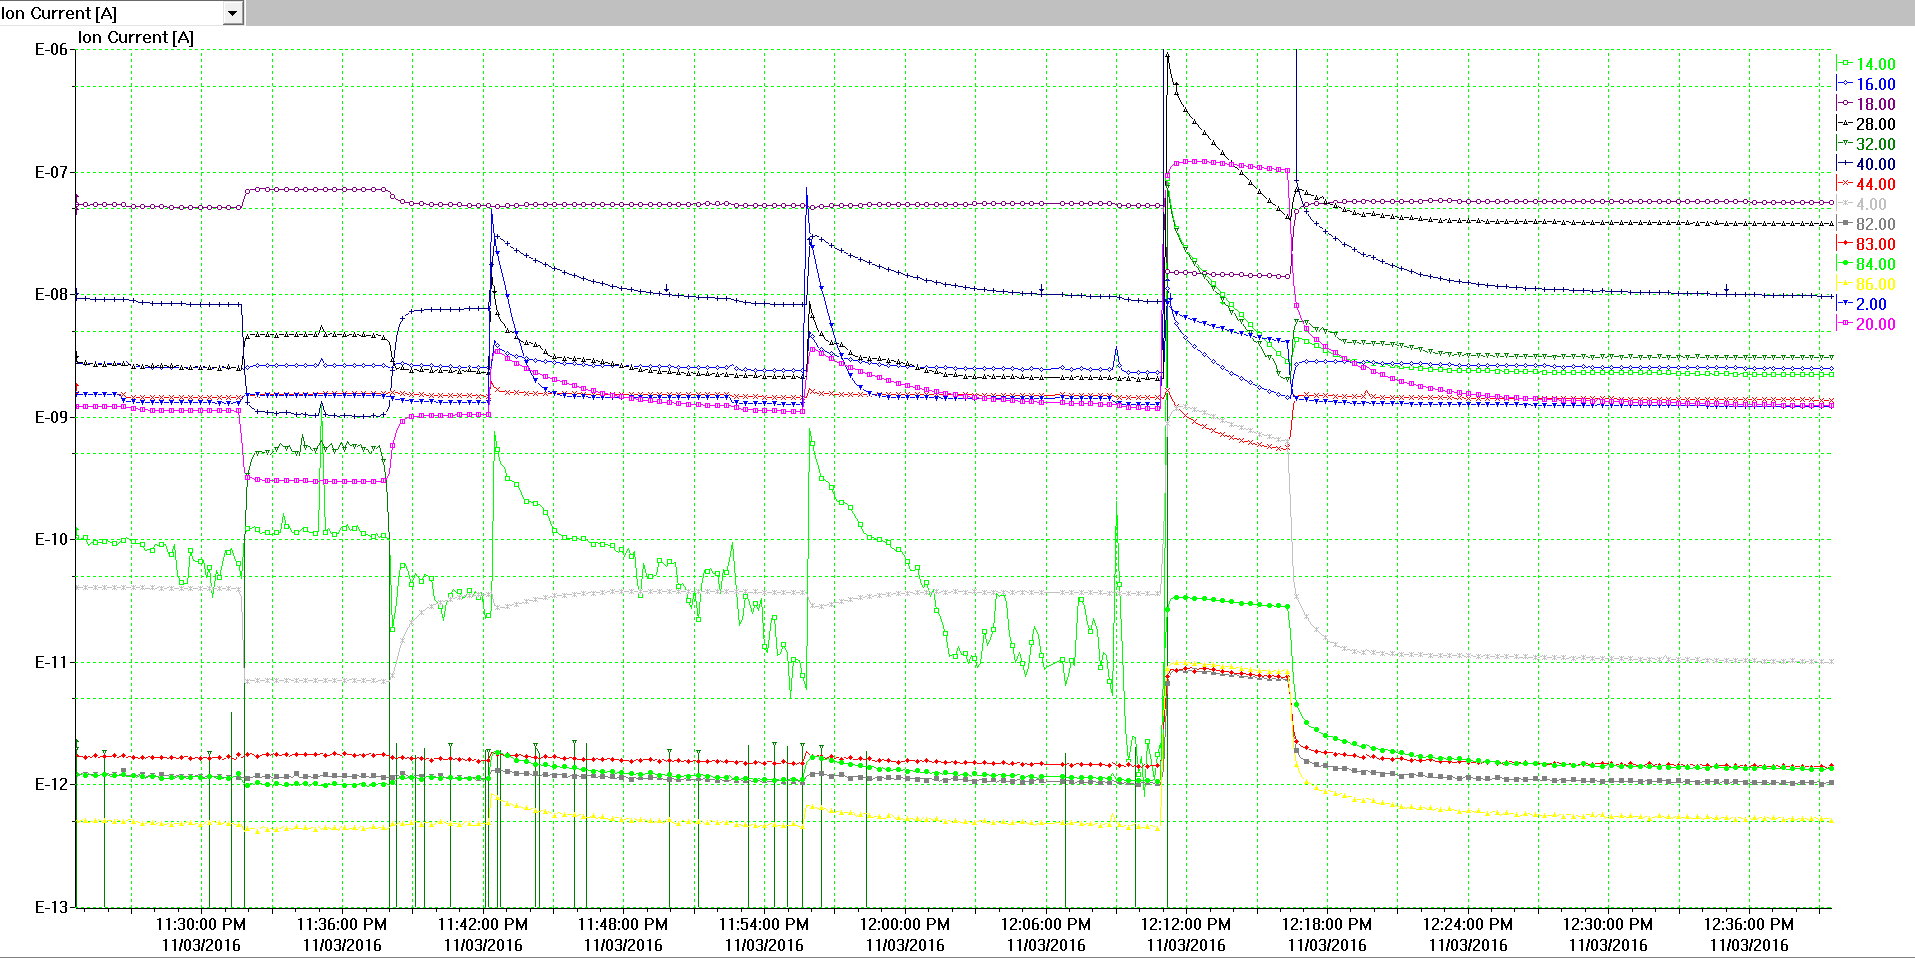 Ion Current [A]
Ion Current [A]
E-06
E-07
E-08
E-09
E-10
E-11
E-12
E-13
14.00
16.00
18.00
28.00
32.00
40.00
44.00
4.00
82.00
83.00
84.00
86.00
2.00
20.00
11:30:00 PM 11:36:00 PM 11:42:00 PM 11:48:00 PM 11:54:00 PM 12:00:00 PM 12:06:00 PM 12:12:00 PM 12:18:00 PM 12:24:00 PM 12:30:00 PM 12:36:00 PM
11/03/2016 11/03/2016 11/03/2016 11/03/2016 11/03/2016 11/03/2016 11/03/2016 11/03/2016 11/03/2016 11/03/2016 11/03/2016 11/03/2016